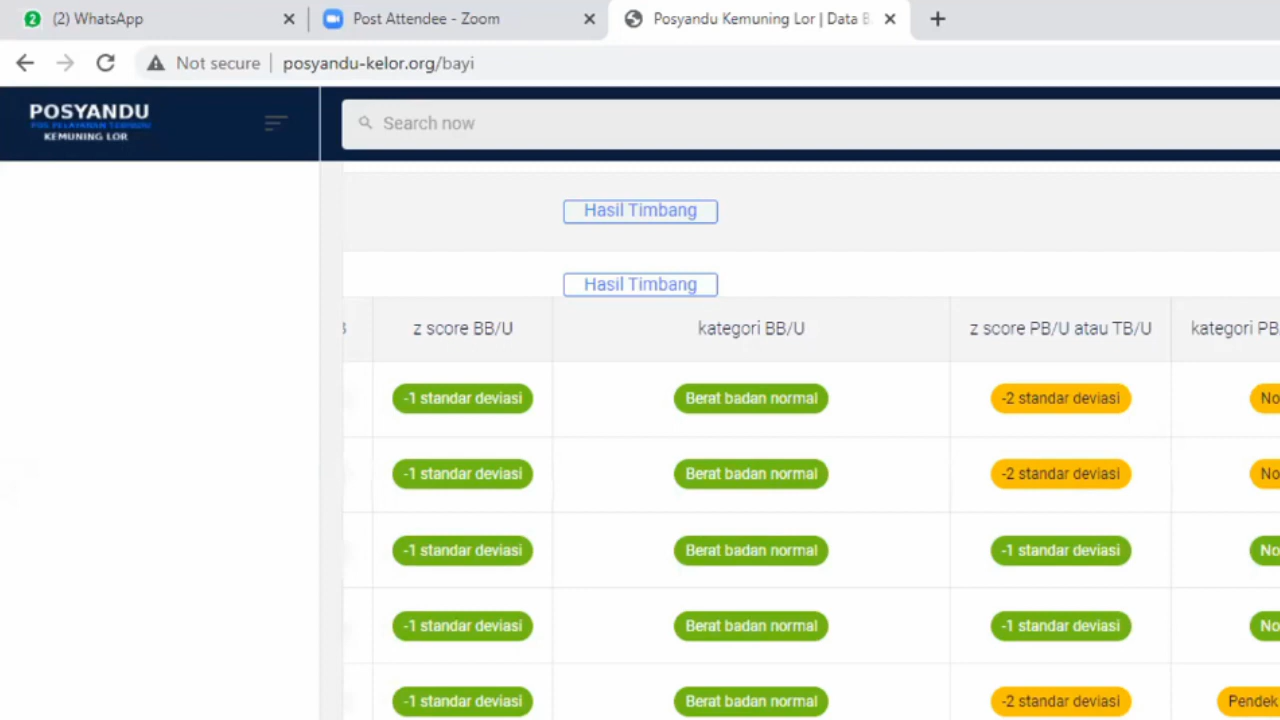 (2) WhatsApp
Post Attendee - Zoom
Posyandu Kemuning Lor | Data B
Not secure
posyandu-kelor.org/bayi
POSYANDU
POS PELAYANAN TERPADU
KEMUNING LOR
Search now
Hasil Timbang
Hasil Timbang
z score BB/U kategori BB/U z score PB/U atau TB/U kategori PB
-1 standar deviasi Berat badan normal -2 standar deviasi No
-1 standar deviasi Berat badan normal -2 standar deviasi No
-1 standar deviasi Berat badan normal -1 standar deviasi No
-1 standar deviasi Berat badan normal -1 standar deviasi No
-1 standar deviasi Berat badan normal -2 standar deviasi Pendek